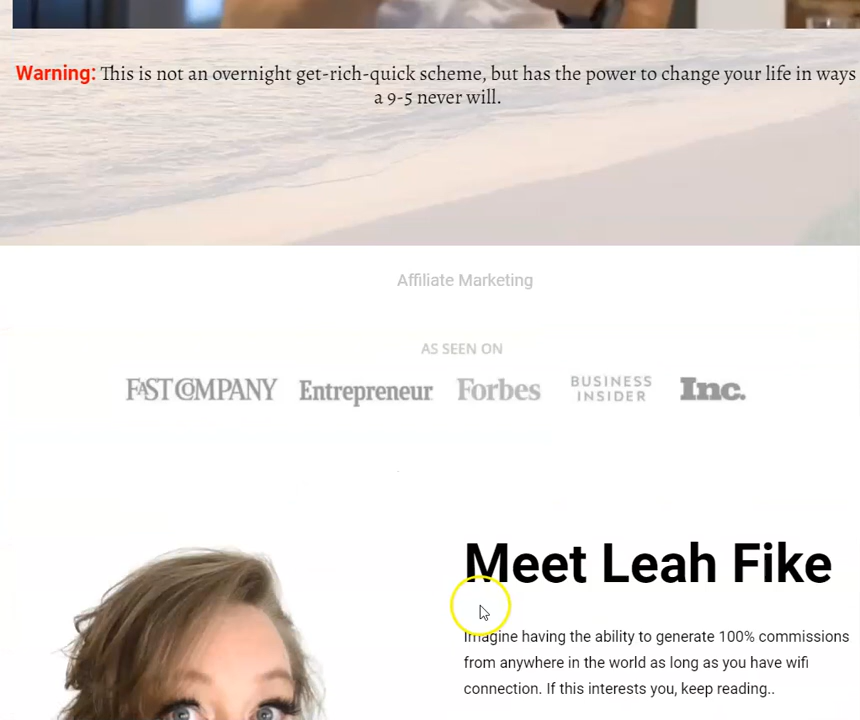 Warning: This is not an overnight get-rich-quick scheme, but has the power to change your life in ways
a 9-5 never will.
Affiliate Marketing
AS SEEN ON
FAST COMPANY Entrepreneur Forbes BUSINESS INSIDER Inc.
Meet Leah Fike
Imagine having the ability to generate 100% commissions
from anywhere in the world as long as you have wifi
connection. If this interests you, keep reading..